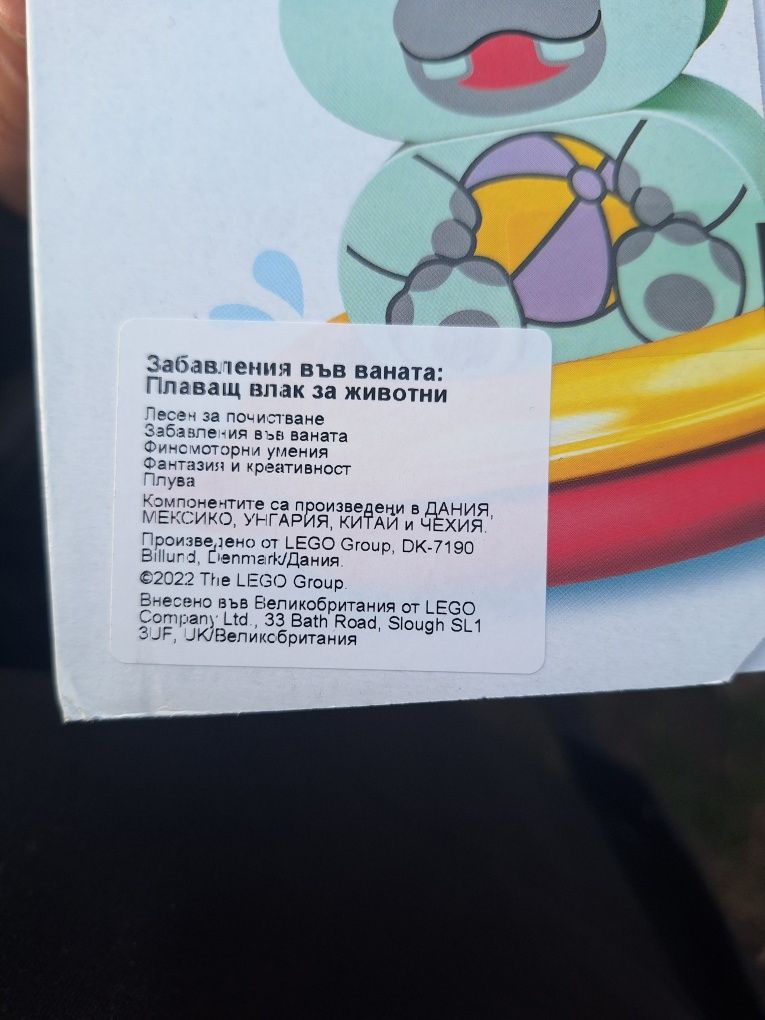 Забавления във ваната:
Плаващ влак за животни
Лесен за почистване
Забавления във ваната
Финомоторни умения
Фантазия и креативност
Плува
Компонентите са произведени в ДАНИЯ,
МЕКСИКО, УНГАРИЯ, КИТАЙ и ЧЕХИЯ.
Произведено от LEGO Group, DK-7190
Billund, Denmark/Дания.
©2022 The LEGO Group.
Внесено във Великобритания от LEGO
Company Ltd., 33 Bath Road, Slough SL1
3UF, UK/Великобритания